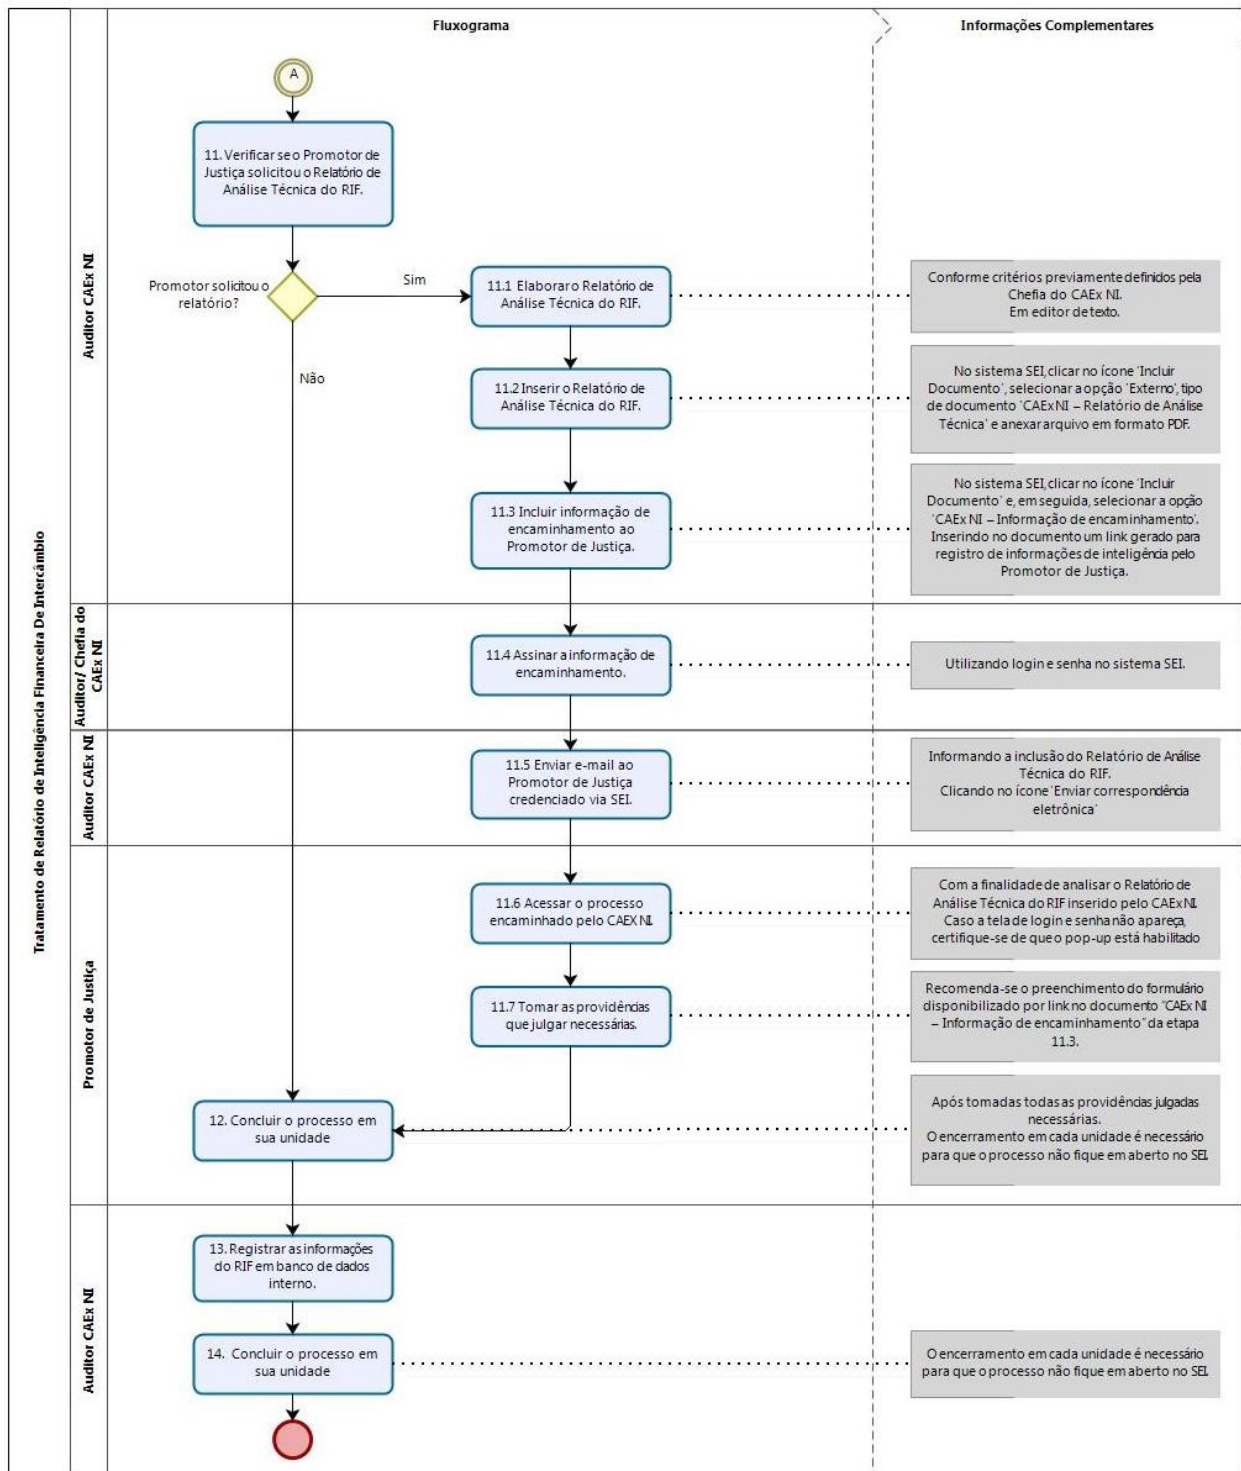 Fluxograma
Informações Complementares
Tratamento de Relatório de Inteligência Financeira De Intercâmbio
Auditor CAEx NI
A
11. Verificar se o Promotor de
Justiça solicitou o Relatório de
Análise Técnica do RIF.
Promotor solicitou o
relatório?
Sim
Não
11.1 Elaborar o Relatório de
Análise Técnica do RIF.
Conforme critérios previamente definidos pela
Chefia do CAEx NI.
Em editor de texto.
11.2 Inserir o Relatório de
Análise Técnica do RIF.
No sistema SEI, clicar no ícone 'Incluir
Documento', selecionar a opção 'Externo', tipo
de documento 'CAEx NI – Relatório de Análise
Técnica' e anexar arquivo em formato PDF.
11.3 Incluir informação de
encaminhamento ao
Promotor de Justiça.
No sistema SEI, clicar no ícone 'Incluir
Documento' e, em seguida, selecionar a opção
'CAEx NI – Informação de encaminhamento'.
Inserindo no documento um link gerado para
registro de informações de inteligência pelo
Promotor de Justiça.
Auditor/ Chefia do
CAEx NI
11.4 Assinar a informação de
encaminhamento.
Utilizando login e senha no sistema SEI.
Auditor CAEx NI
11.5 Enviar e-mail ao
Promotor de Justiça
credenciado via SEI.
Informando a inclusão do Relatório de Análise
Técnica do RIF.
Clicando no ícone 'Enviar correspondência
eletrônica'
Promotor de Justiça
11.6 Acessar o processo
encaminhado pelo CAEX NI.
Com a finalidade de analisar o Relatório de
Análise Técnica do RIF inserido pelo CAEx NI.
Caso a tela de login e senha não apareça,
certifique-se de que o pop-up está habilitado
11.7 Tomar as providências
que julgar necessárias.
Recomenda-se o preenchimento do formulário
disponibilizado por link no documento "CAEx NI
– Informação de encaminhamento" da etapa
11.3.
12. Concluir o processo em
sua unidade
Após tomadas todas as providências julgadas
necessárias.
O encerramento em cada unidade é necessário
para que o processo não fique em aberto no SEI.
Auditor CAEx NI
13. Registrar as informações
do RIF em banco de dados
interno.
14. Concluir o processo em
sua unidade
O encerramento em cada unidade é necessário
para que o processo não fique em aberto no SEI.